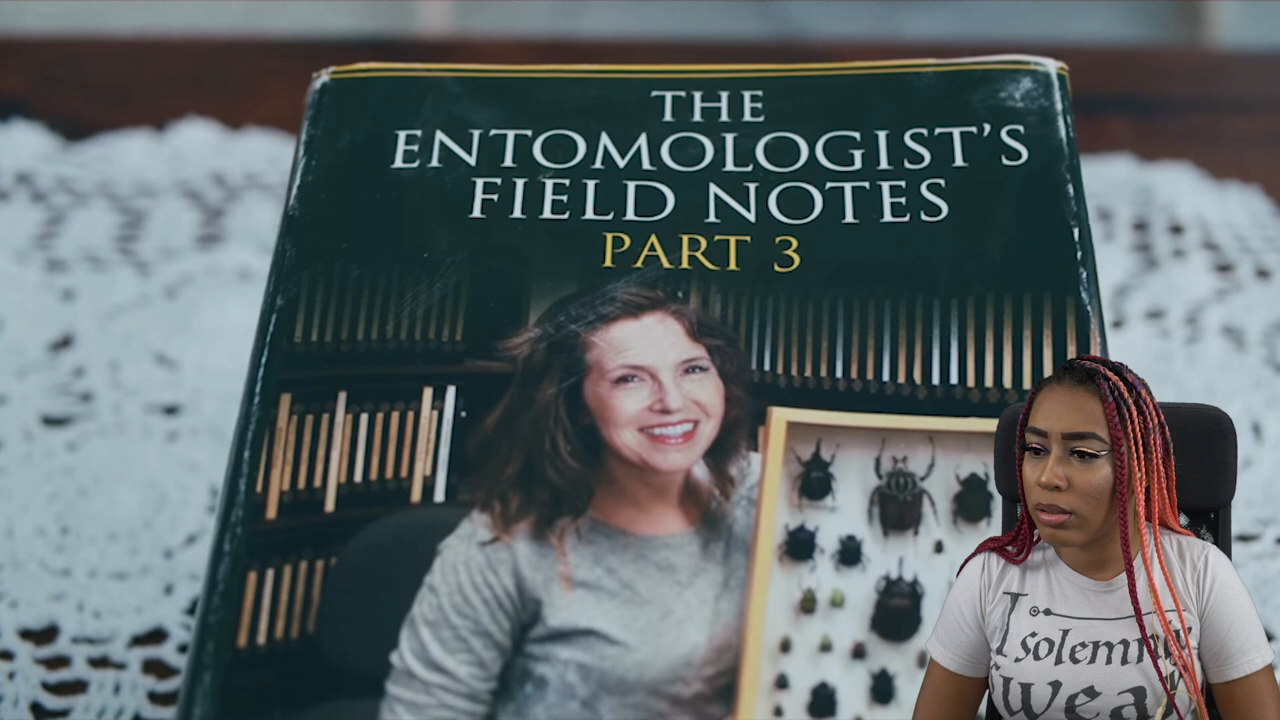 THE
ENTOMOLOGIST'S
FIELD NOTES
PART 3
I
solemnly
swear